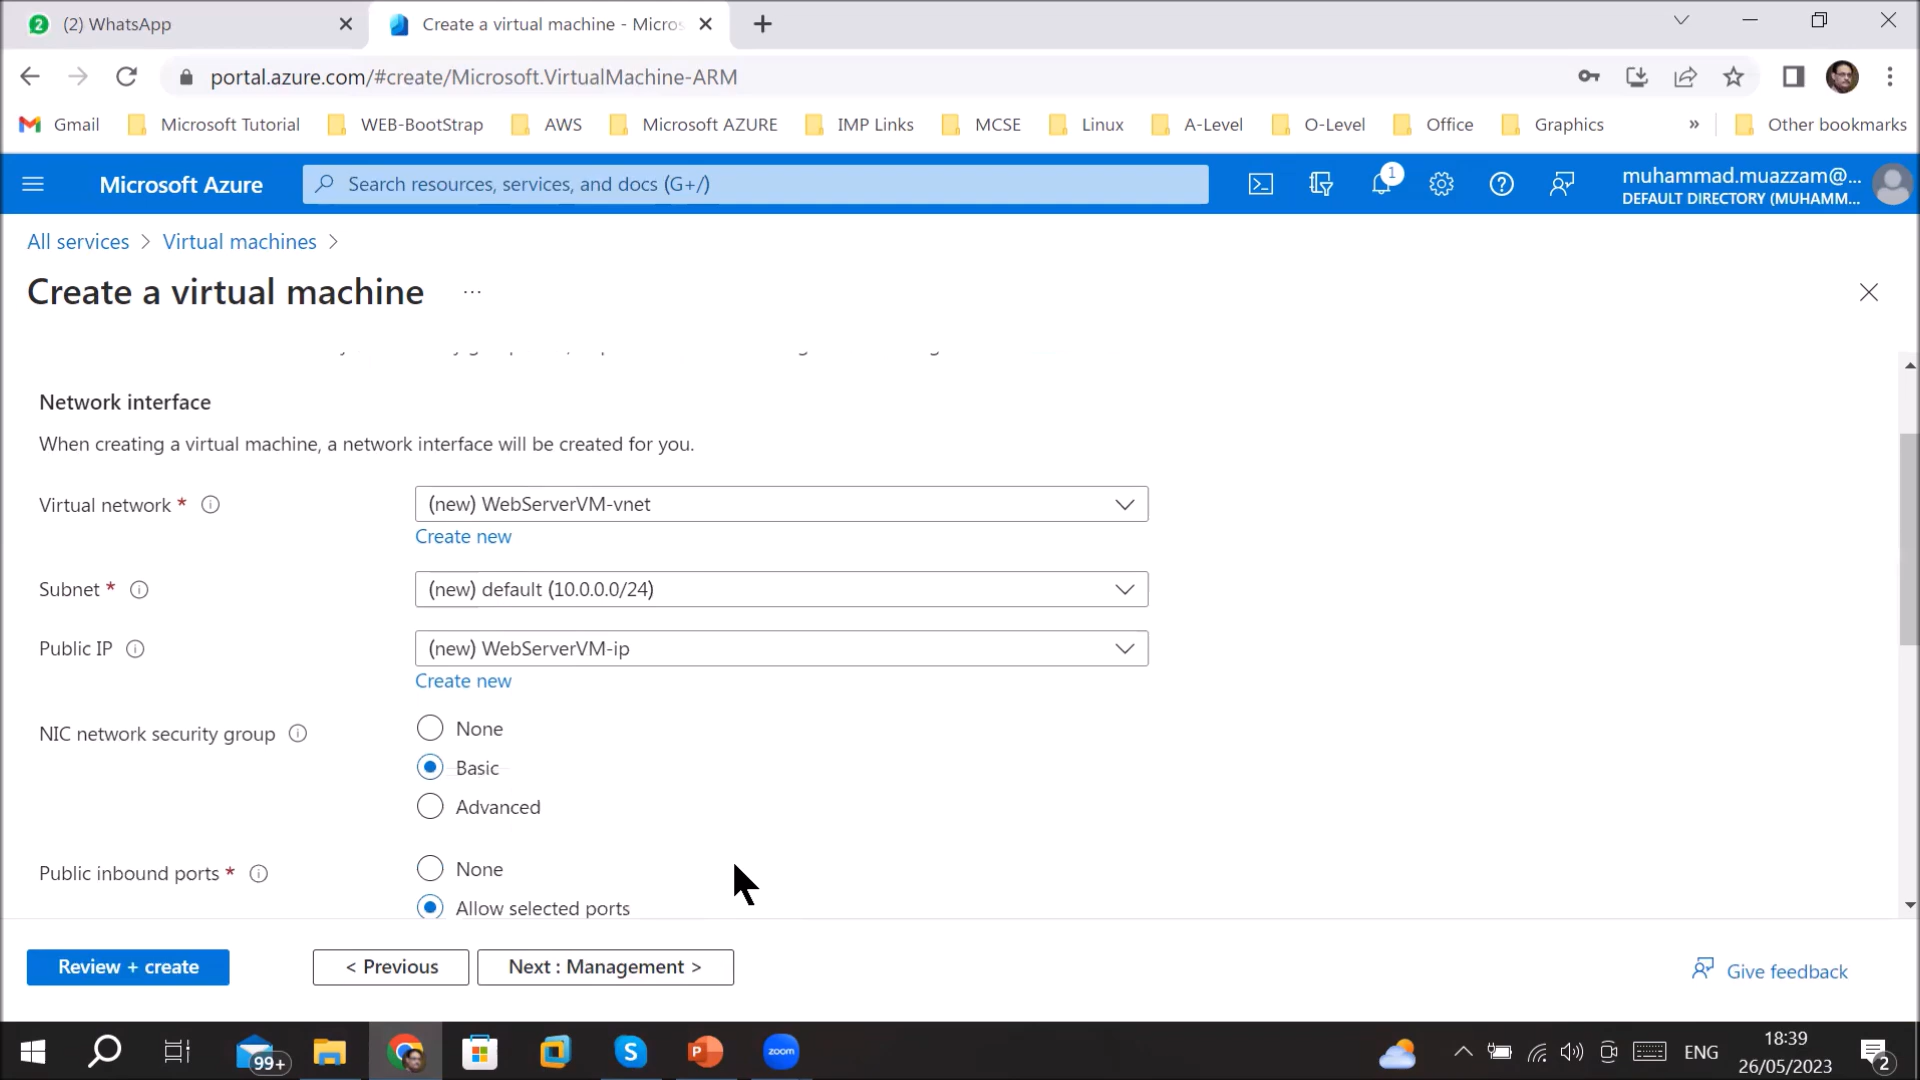 2 (2) WhatsApp
Create a virtual machine - Micros
portal.azure.com/#create/Microsoft.VirtualMachine-ARM
Gmail Microsoft Tutorial WEB-BootStrap AWS Microsoft AZURE IMP Links MCSE Linux A-Level O-Level Office Graphics » Other bookmarks
Microsoft Azure Search resources, services, and docs (G+/) 1 muhammad.muazzam@...
DEFAULT DIRECTORY (MUHAMM...
All services > Virtual machines >
Create a virtual machine ...
Network interface
When creating a virtual machine, a network interface will be created for you.
Virtual network * (new) WebServerVM-vnet
Create new
Subnet * (new) default (10.0.0.0/24)
Public IP (new) WebServerVM-ip
Create new
NIC network security group None
Basic
Advanced
Public inbound ports * None
Allow selected ports
Review + create < Previous Next : Management > Give feedback
99+ S P zoom ENG 18:39
26/05/2023 2